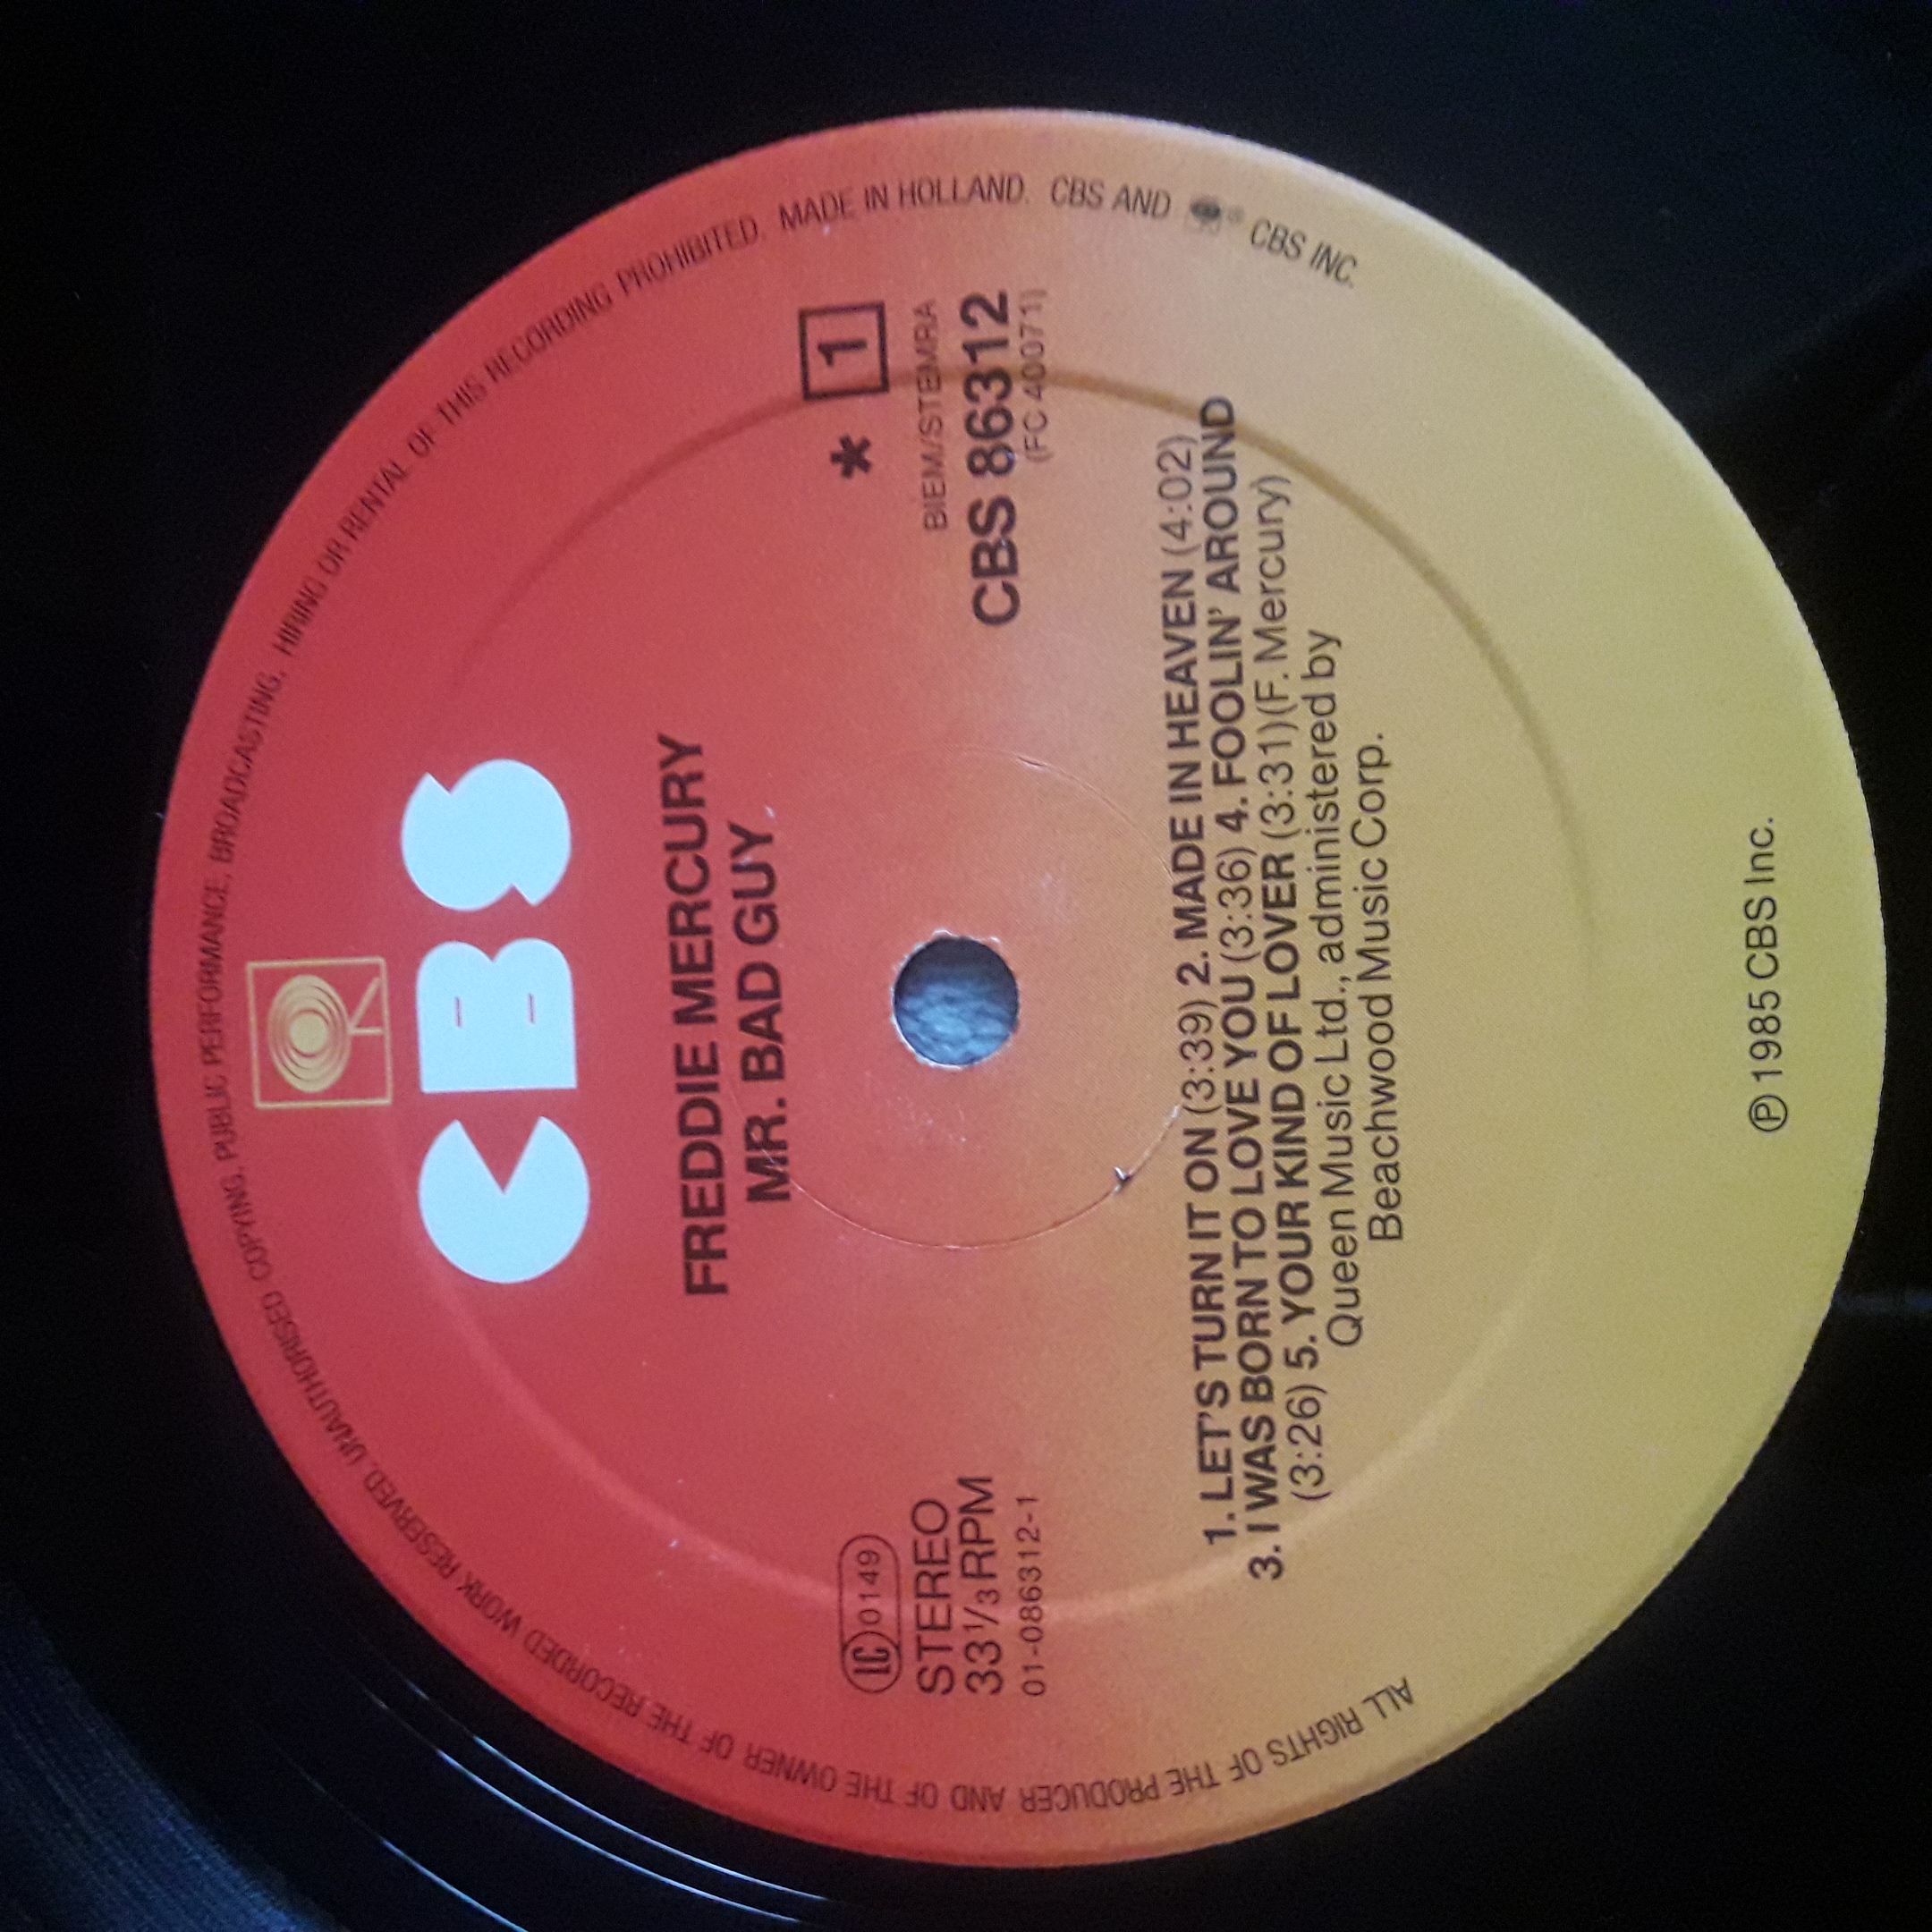 ALL RIGHTS OF THE PRODUCER AND OF THE OWNER OF THE RECORDED WORK RESERVED. UNAUTHORISED COPYING, PUBLIC PERFORMANCE, BROADCASTING, HIRING OR RENTAL OF THIS RECORDING PROHIBITED. MADE IN HOLLAND. CBS AND ® CBS INC.
CBS
FREDDIE MERCURY
MR. BAD GUY
LC 0149
STEREO
33 1/3 RPM
01-086312-1
* 1
BIEM/STEMRA
CBS 86312
(FC 40071)
1. LET'S TURN IT ON (3:39) 2. MADE IN HEAVEN (4:02)
3. I WAS BORN TO LOVE YOU (3:36) 4. FOOLIN' AROUND
(3:26) 5. YOUR KIND OF LOVER (3:31) (F. Mercury)
Queen Music Ltd., administered by
Beachwood Music Corp.
℗ 1985 CBS Inc.